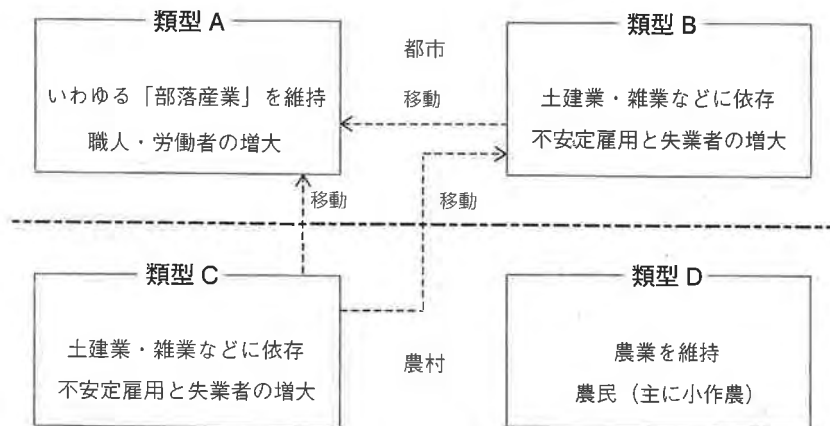 類型 A
いわゆる「部落産業」を維持
職人・労働者の増大
都市
移動
類型 B
土建業・雑業などに依存
不安定雇用と失業者の増大
移動
移動
類型 C
土建業・雑業などに依存
不安定雇用と失業者の増大
農村
類型 D
農業を維持
農民（主に小作農）